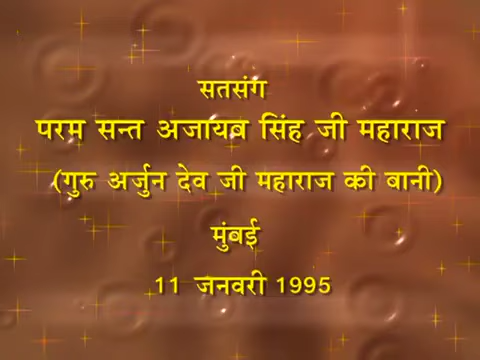 सतसंग
परम सन्त अजायब सिंह जी महाराज
(गुरु अर्जुन देव जी महाराज की बानी)
मुंबई
11 जनवरी 1995